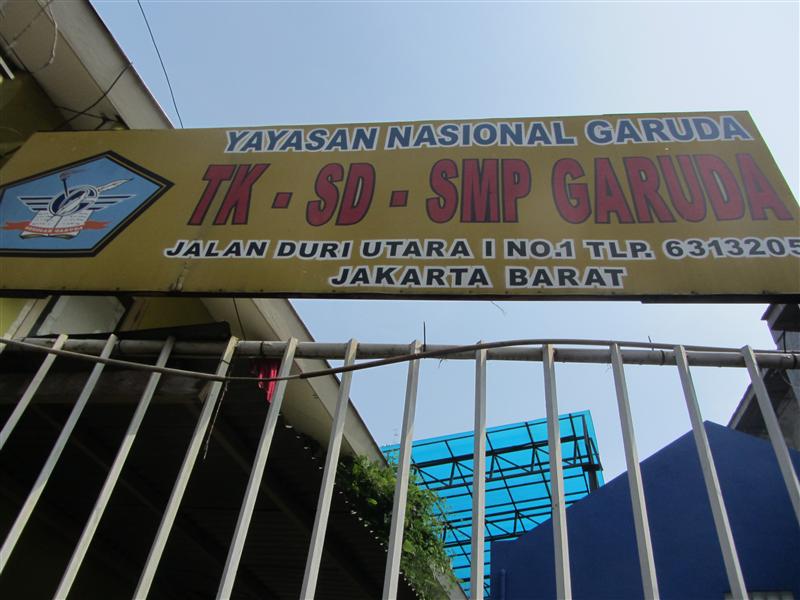 YAYASAN NASIONAL GARUDA
TK - SD - SMP GARUDA
JALAN DURI UTARA I NO.1 TLP. 6313205
JAKARTA BARAT